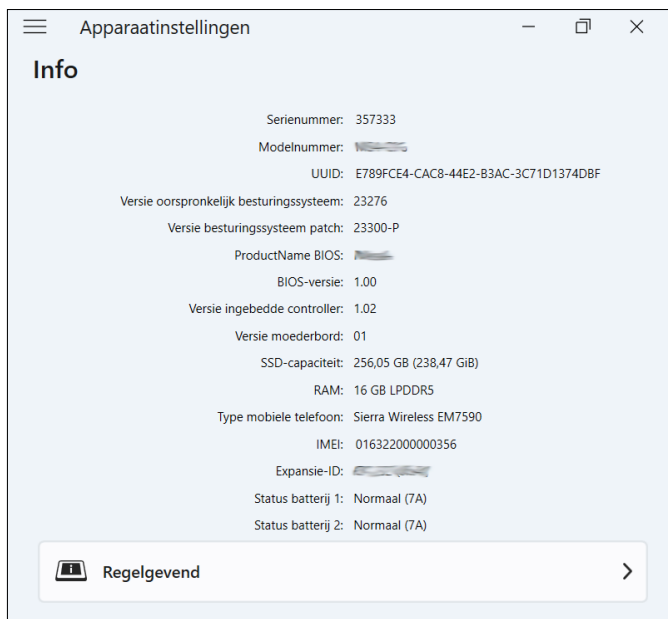 Apparaatinstellingen
Info
Serienummer: 357333
Modelnummer:
UUID: E789FCE4-CAC8-44E2-B3AC-3C71D1374DBF
Versie oorspronkelijk besturingssysteem: 23276
Versie besturingssysteem patch: 23300-P
ProductName BIOS:
BIOS-versie: 1.00
Versie ingebedde controller: 1.02
Versie moederbord: 01
SSD-capaciteit: 256,05 GB (238,47 GiB)
RAM: 16 GB LPDDR5
Type mobiele telefoon: Sierra Wireless EM7590
IMEI: 016322000000356
Expansie-ID:
Status batterij 1: Normaal (7A)
Status batterij 2: Normaal (7A)
Regelgevend